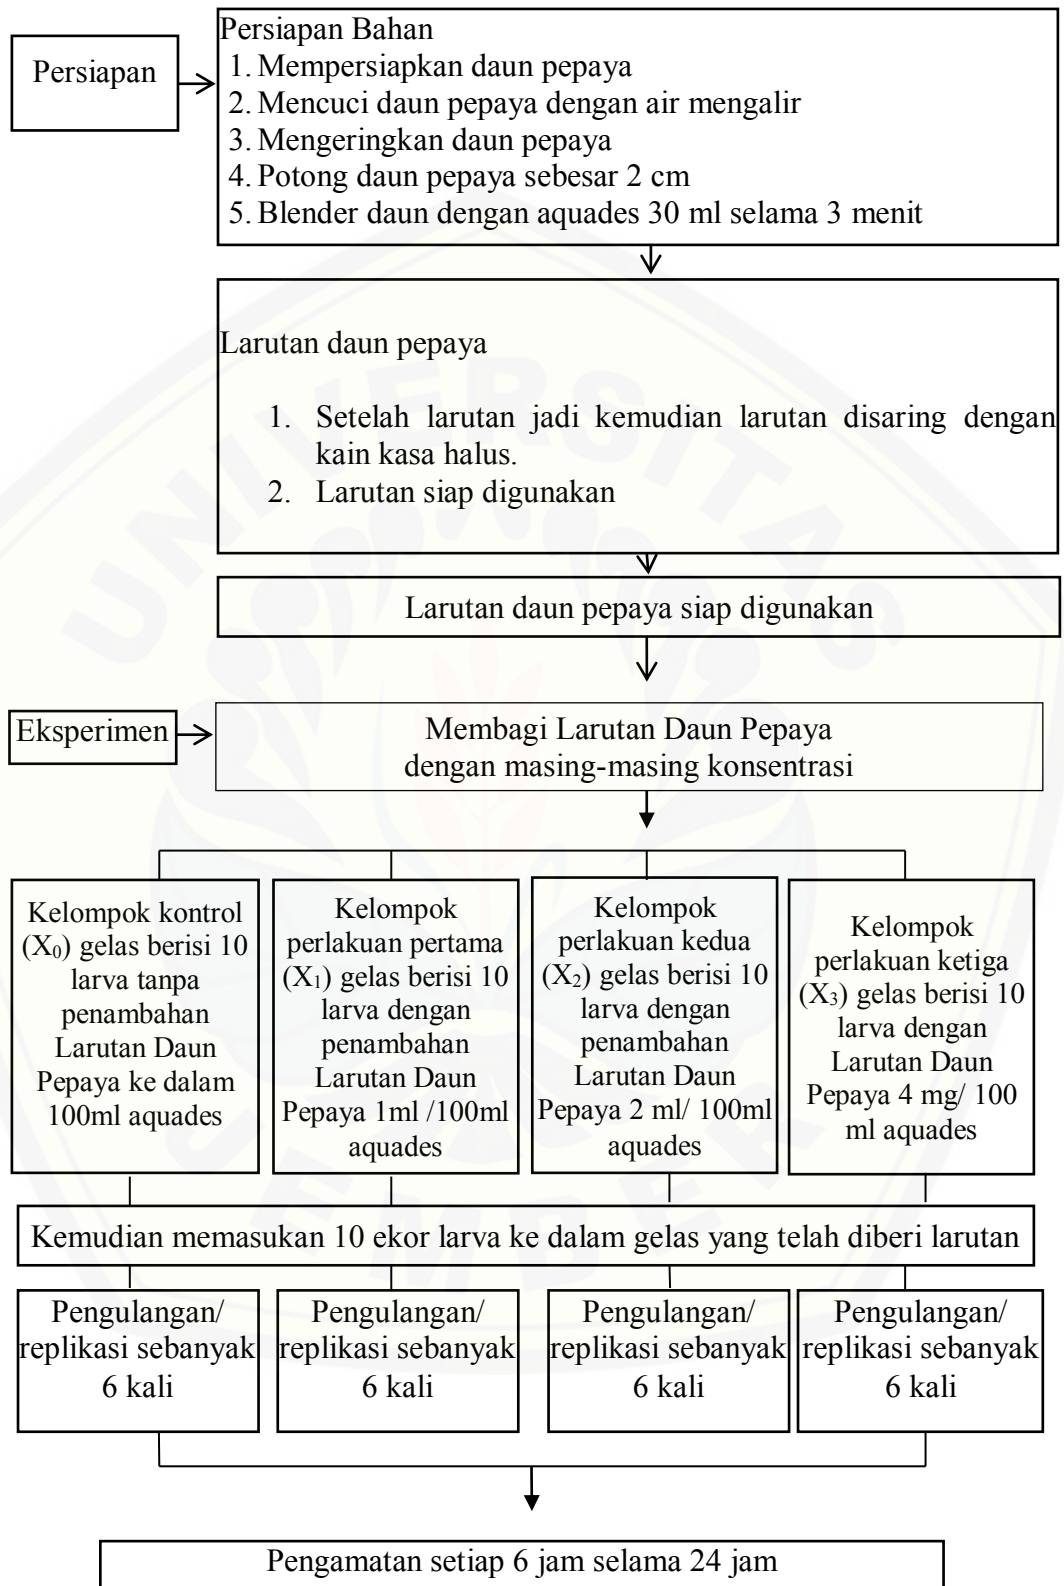 Persiapan
Persiapan Bahan
1. Mempersiapkan daun pepaya
2. Mencuci daun pepaya dengan air mengalir
3. Mengeringkan daun pepaya
4. Potong daun pepaya sebesar 2 cm
5. Blender daun dengan aquades 30 ml selama 3 menit
Larutan daun pepaya
1. Setelah larutan jadi kemudian larutan disaring dengan
kain kasa halus.
2. Larutan siap digunakan
Larutan daun pepaya siap digunakan
Eksperimen
Membagi Larutan Daun Pepaya
dengan masing-masing konsentrasi
Kelompok kontrol
(X₀) gelas berisi 10
larva tanpa
penambahan
Larutan Daun
Pepaya ke dalam
100ml aquades
Kelompok
perlakuan pertama
(X₁) gelas berisi 10
larva dengan
penambahan
Larutan Daun
Pepaya 1ml /100ml
aquades
Kelompok
perlakuan kedua
(X₂) gelas berisi 10
larva dengan
penambahan
Larutan Daun
Pepaya 2 ml/ 100ml
aquades
Kelompok
perlakuan ketiga
(X₃) gelas berisi 10
larva dengan
Larutan Daun
Pepaya 4 mg/ 100
ml aquades
Kemudian memasukan 10 ekor larva ke dalam gelas yang telah diberi larutan
Pengulangan/
replikasi sebanyak
6 kali
Pengulangan/
replikasi sebanyak
6 kali
Pengulangan/
replikasi sebanyak
6 kali
Pengulangan/
replikasi sebanyak
6 kali
Pengamatan setiap 6 jam selama 24 jam
UNIVERSITAS
JEMBER